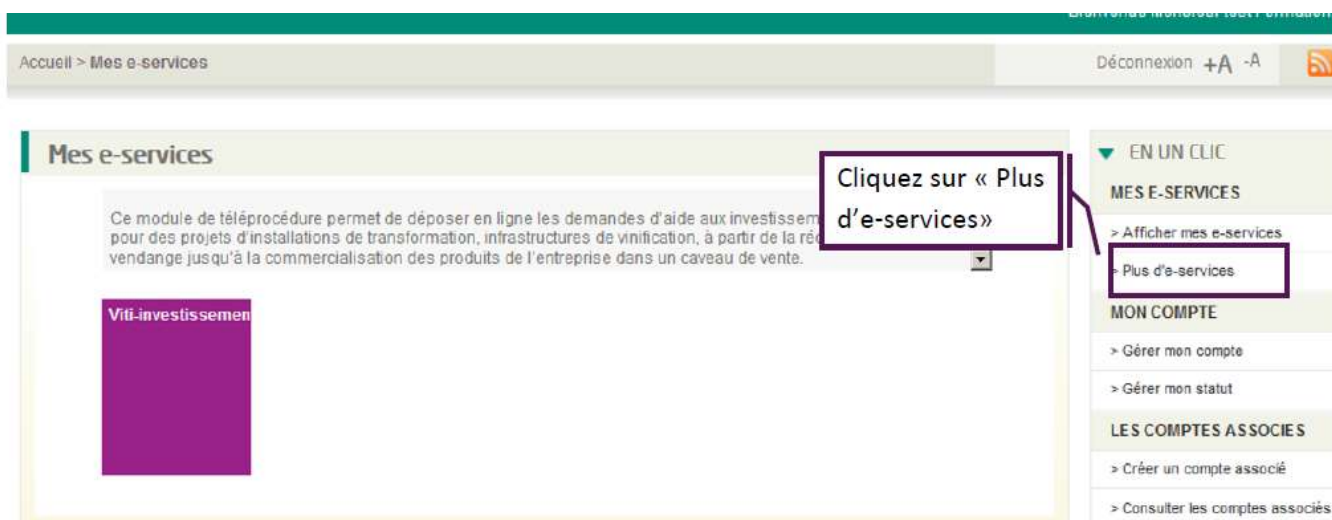 Accueil > Mes e-services
Déconnexion +A -A
Mes e-services
Ce module de téléprocédure permet de déposer en ligne les demandes d'aide aux
pour des projets d'installations de transformation, infrastructures de vinification, à partir de la
vendange jusqu'à la commercialisation des produits de l'entreprise dans un caveau de vente.
Viti-investissemen
Cliquez sur « Plus
d'e-services»
EN UN CLIC
MES E-SERVICES
> Afficher mes e-services
> Plus d'e-services
MON COMPTE
> Gérer mon compte
> Gérer mon statut
LES COMPTES ASSOCIES
> Créer un compte associé
> Consulter les comptes associés